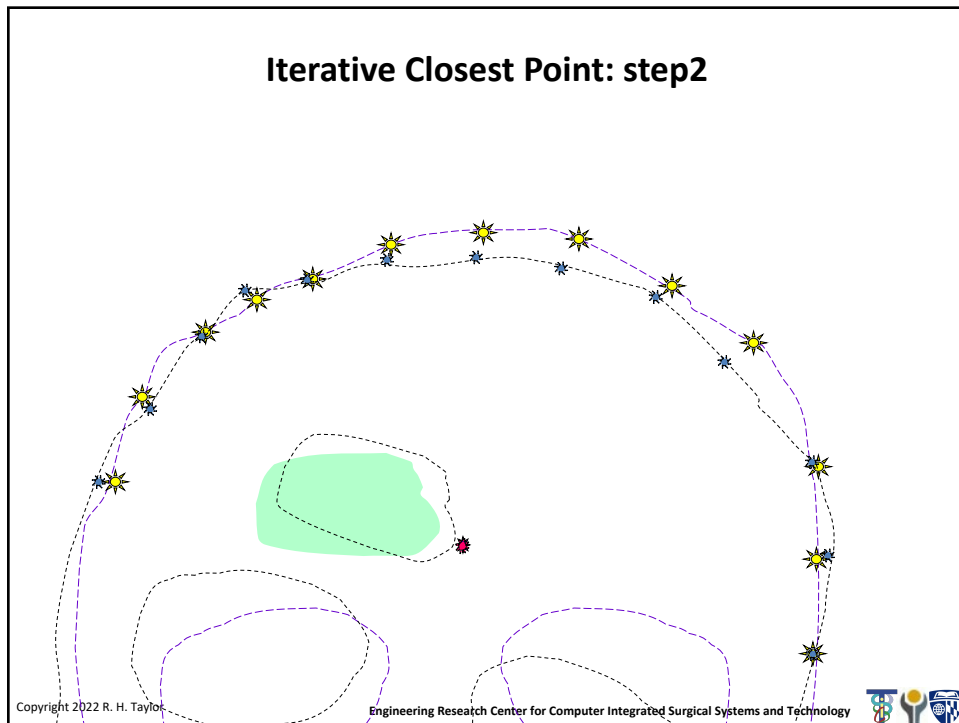 Iterative Closest Point: step2
Copyright 2022 R. H. Taylor
Engineering Research Center for Computer Integrated Surgical Systems and Technology